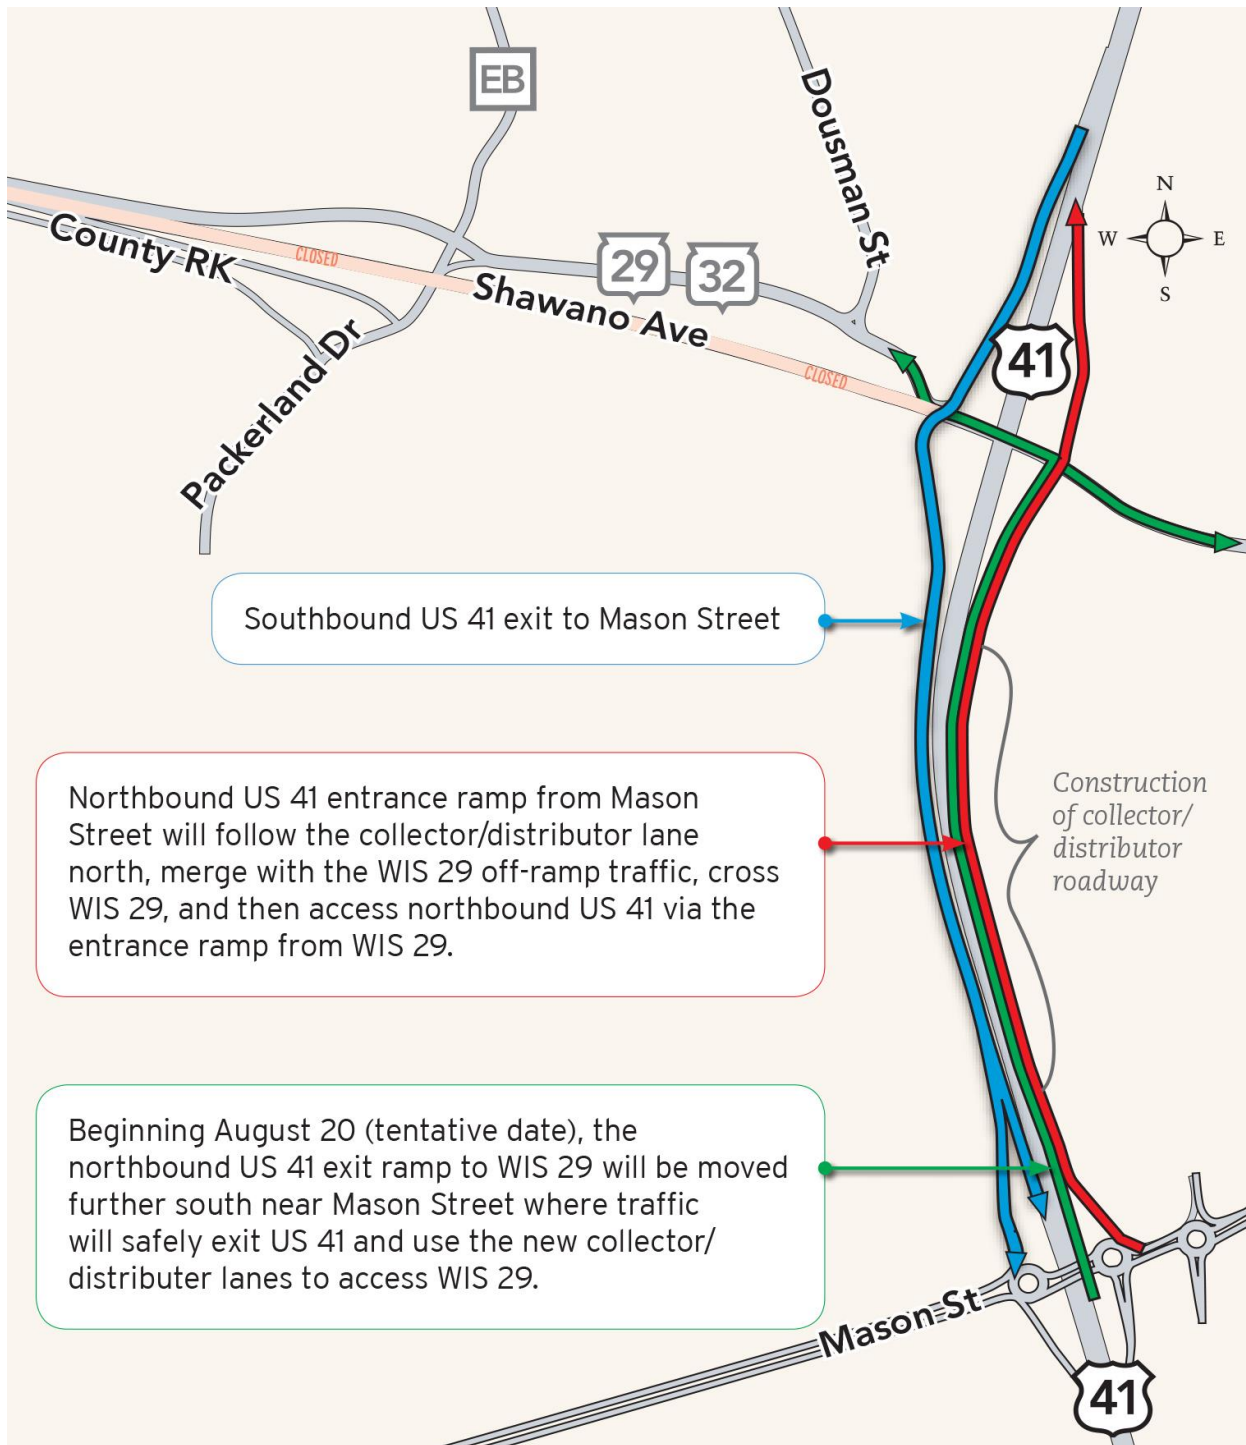 EB
Dousman St
N
W
E
S
County RK
CLOSED
29
32
Shawano Ave
41
CLOSED
Packerland Dr
Southbound US 41 exit to Mason Street
Northbound US 41 entrance ramp from Mason
Street will follow the collector/distributor lane
north, merge with the WIS 29 off-ramp traffic, cross
WIS 29, and then access northbound US 41 via the
entrance ramp from WIS 29.
Construction
of collector/
distributor
roadway
Beginning August 20 (tentative date), the
northbound US 41 exit ramp to WIS 29 will be moved
further south near Mason Street where traffic
will safely exit US 41 and use the new collector/
distributer lanes to access WIS 29.
Mason St
41